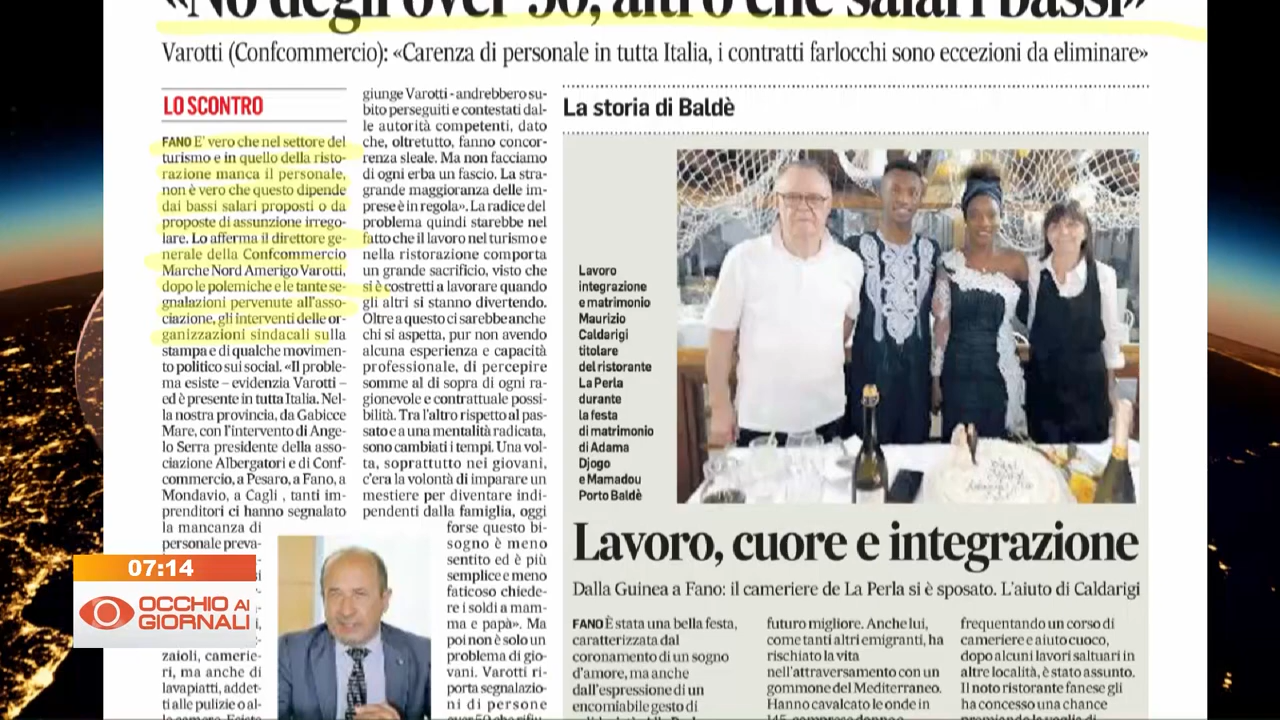 «No degli over 50, altro che salari bassi»
Varotti (Confcommercio): «Carenza di personale in tutta Italia, i contratti farlocchi sono eccezioni da eliminare»
LO SCONTRO
FANO E' vero che nel settore del
turismo e in quello della risto-
razione manca il personale,
non è vero che questo dipende
dai bassi salari proposti o da
proposte di assunzione irrego-
lare. Lo afferma il direttore ge-
nerale della Confcommercio
Marche Nord Amerigo Varotti,
dopo le polemiche e le tante se-
gnalazioni pervenute all'asso-
ciazione, gli interventi delle or-
ganizzazioni sindacali sulla
stampa e di qualche movimen-
to politico sui social. «Il proble-
ma esiste – evidenzia Varotti –
ed è presente in tutta Italia. Nel-
la nostra provincia, da Gabicce
Mare, con l'intervento di Ange-
lo Serra presidente della asso-
ciazione Albergatori e di Conf-
commercio, a Pesaro, a Fano, a
Mondavio, a Cagli , tanti im-
prenditori ci hanno segnalato
la mancanza di
personale preva-
zaioli, camerie-
ri, ma anche di
lavapiatti, addet-
ti alle pulizie o al-
giunge Varotti - andrebbero su-
bito perseguiti e contestati dal-
le autorità competenti, dato
che, oltretutto, fanno concor-
renza sleale. Ma non facciamo
di ogni erba un fascio. La stra-
grande maggioranza delle im-
prese è in regola». La radice del
problema quindi starebbe nel
fatto che il lavoro nel turismo e
nella ristorazione comporta
un grande sacrificio, visto che
si è costretti a lavorare quando
gli altri si stanno divertendo.
Oltre a questo ci sarebbe anche
chi si aspetta, pur non avendo
alcuna esperienza e capacità
professionale, di percepire
somme al di sopra di ogni ra-
gionevole e contrattuale possi-
bilità. Tra l'altro rispetto al pas-
sato e a una mentalità radicata,
sono cambiati i tempi. Una vol-
ta, soprattutto nei giovani,
c'era la volontà di imparare un
mestiere per diventare indi-
pendenti dalla famiglia, oggi
forse questo bi-
sogno è meno
sentito ed è più
semplice e meno
faticoso chiede-
re i soldi a mam-
ma e papà». Ma
poi non è solo un
problema di gio-
vani. Varotti ri-
porta segnalazio-
ni di persone
La storia di Baldè
Lavoro
integrazione
e matrimonio
Maurizio
Caldarigi
titolare
del ristorante
La Perla
durante
la festa
di matrimonio
di Adama
Djogo
e Mamadou
Porto Baldè
Lavoro, cuore e integrazione
Dalla Guinea a Fano: il cameriere de La Perla si è sposato. L'aiuto di Caldarigi
FANO È stata una bella festa,
caratterizzata dal
coronamento di un sogno
d'amore, ma anche
dall'espressione di un
encomiabile gesto di
futuro migliore. Anche lui,
come tanti altri emigranti, ha
rischiato la vita
nell'attraversamento con un
gommone del Mediterraneo.
Hanno cavalcato le onde in
frequentando un corso di
cameriere e aiuto cuoco,
dopo alcuni lavori saltuari in
altre località, è stato assunto.
Il noto ristorante fanese gli
ha concesso una chance
07:14
OCCHIO AI
GIORNALI